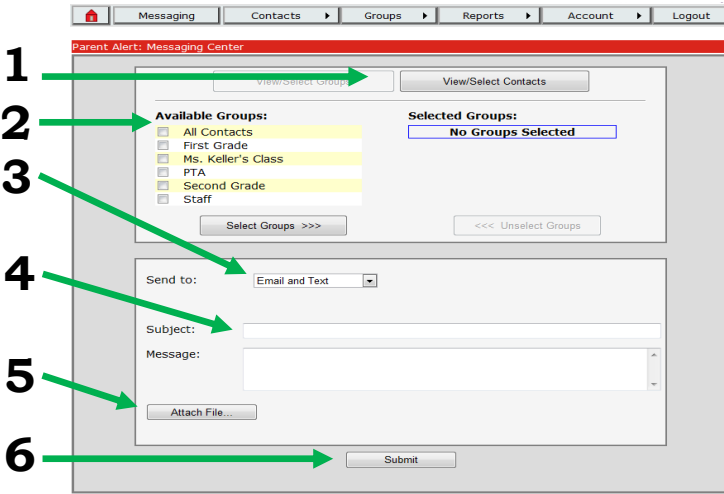 Messaging Contacts Groups Reports Account Logout
Parent Alert: Messaging Center
1
View/Select Groups View/Select Contacts
2
Available Groups: Selected Groups:
All Contacts No Groups Selected
First Grade
Ms. Keller's Class
3
PTA
Second Grade
Staff
Select Groups >>> <<< Unselect Groups
4
Send to: Email and Text
Subject:
Message:
5
Attach File...
6
Submit